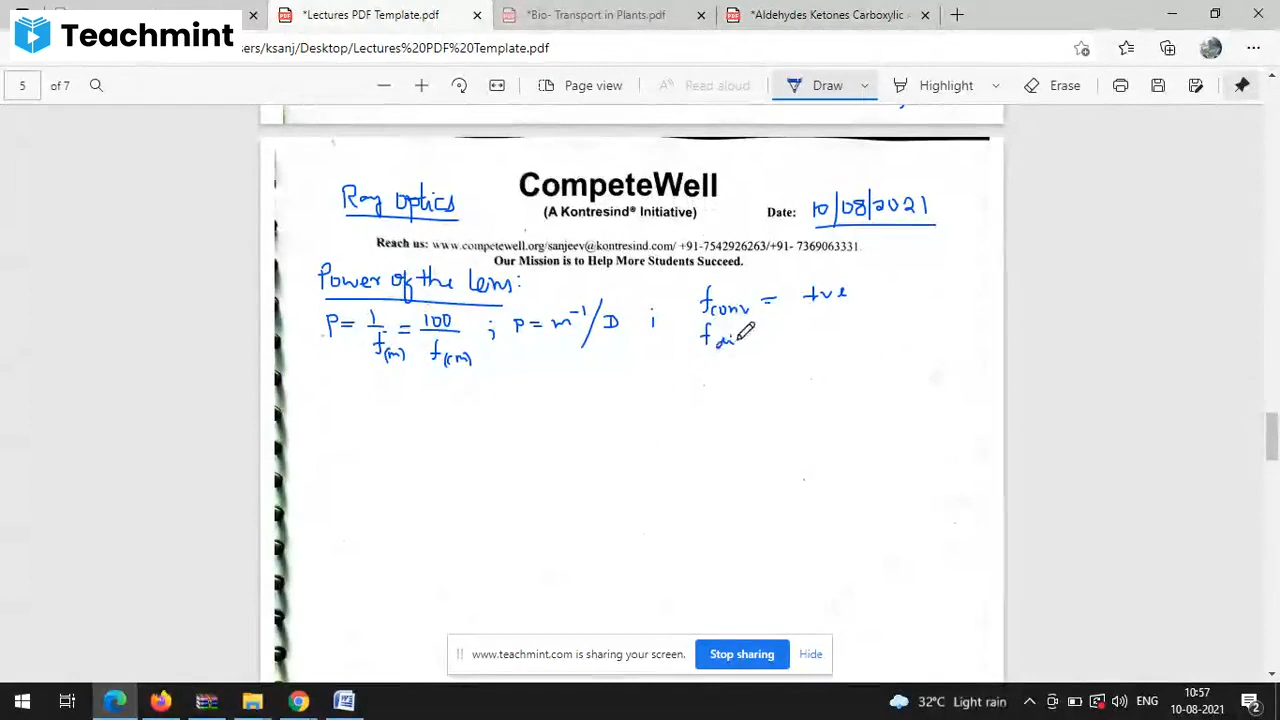 *Lectures PDF Template.pdf
*Bio- Transport in Plants.pdf
*Aldehydes Ketones Carboxylic
Teachmint
ers/ksanj/Desktop/Lectures%20PDF%20Template.pdf
5 of 7
Page view
Read aloud
Draw
Highlight
Erase
Ray optics
CompeteWell
(A Kontresind® Initiative)
Date: 10/08/2021
Reach us: www.competewell.org/sanjeev@kontresind.com/ +91-7542926263/+91- 7369063331
Our Mission is to Help More Students Succeed.
Power of the Lens:
P = 1/f(m) = 100/f(cm) ; P = m⁻¹/D ; fconv = +ve
fdi
www.teachmint.com is sharing your screen. Stop sharing Hide
32°C Light rain ENG 10:57
10-08-2021 2